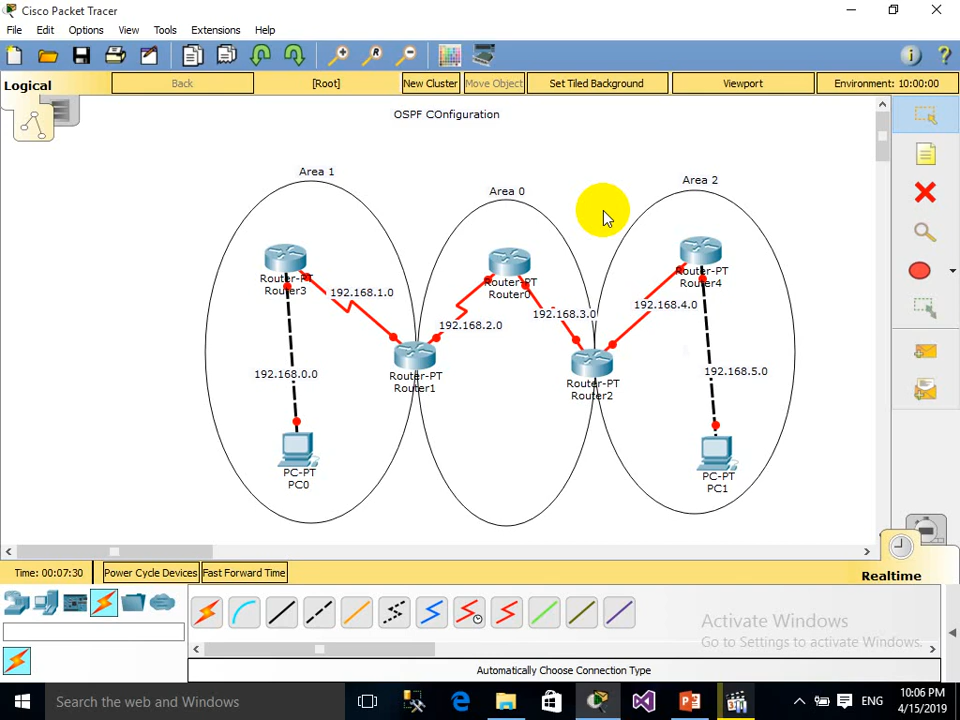 Cisco Packet Tracer
File Edit Options View Tools Extensions Help
Logical
Back
[Root]
New Cluster
Move Object
Set Tiled Background
Viewport
Environment: 10:00:00
OSPF COnfiguration
Area 1
Area 0
Area 2
Router-PT
Router3
192.168.1.0
Router-PT
Router0
192.168.2.0
192.168.3.0
Router-PT
Router4
192.168.4.0
Router-PT
Router1
Router-PT
Router2
192.168.0.0
192.168.5.0
PC-PT
PC0
PC-PT
PC1
Time: 00:07:30
Power Cycle Devices
Fast Forward Time
Realtime
Activate Windows
Go to Settings to activate Windows.
Automatically Choose Connection Type
Search the web and Windows
ENG
10:06 PM
4/15/2019